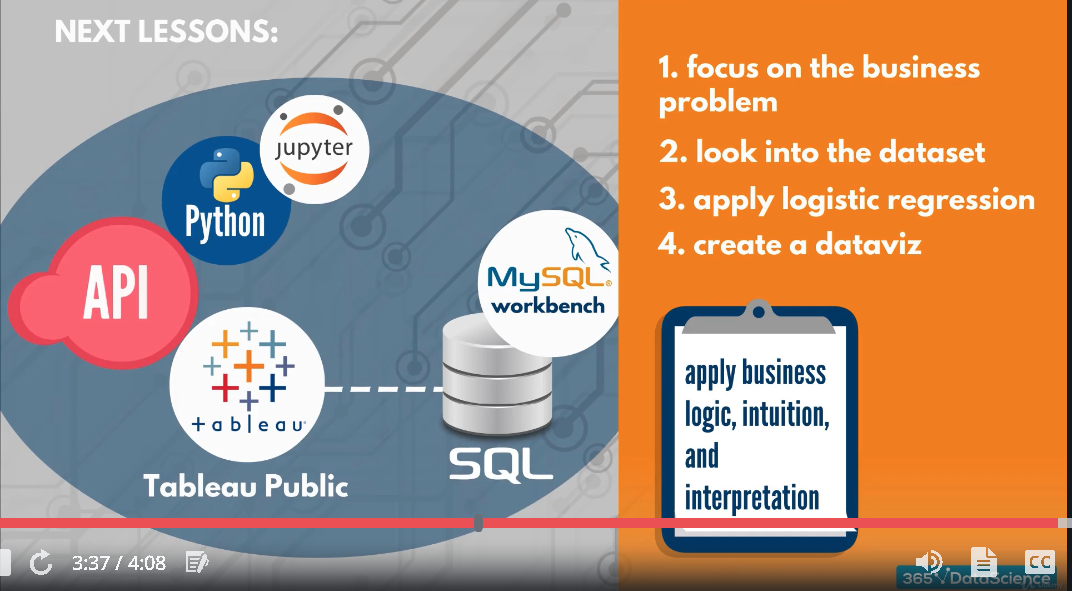 NEXT LESSONS:
jupyter
Python
API
MySQL®
workbench
+ableau
SQL
Tableau Public
1. focus on the business
problem
2. look into the dataset
3. apply logistic regression
4. create a dataviz
apply business
logic, intuition,
and
interpretation
3:37 / 4:08
CC
365 DataScience